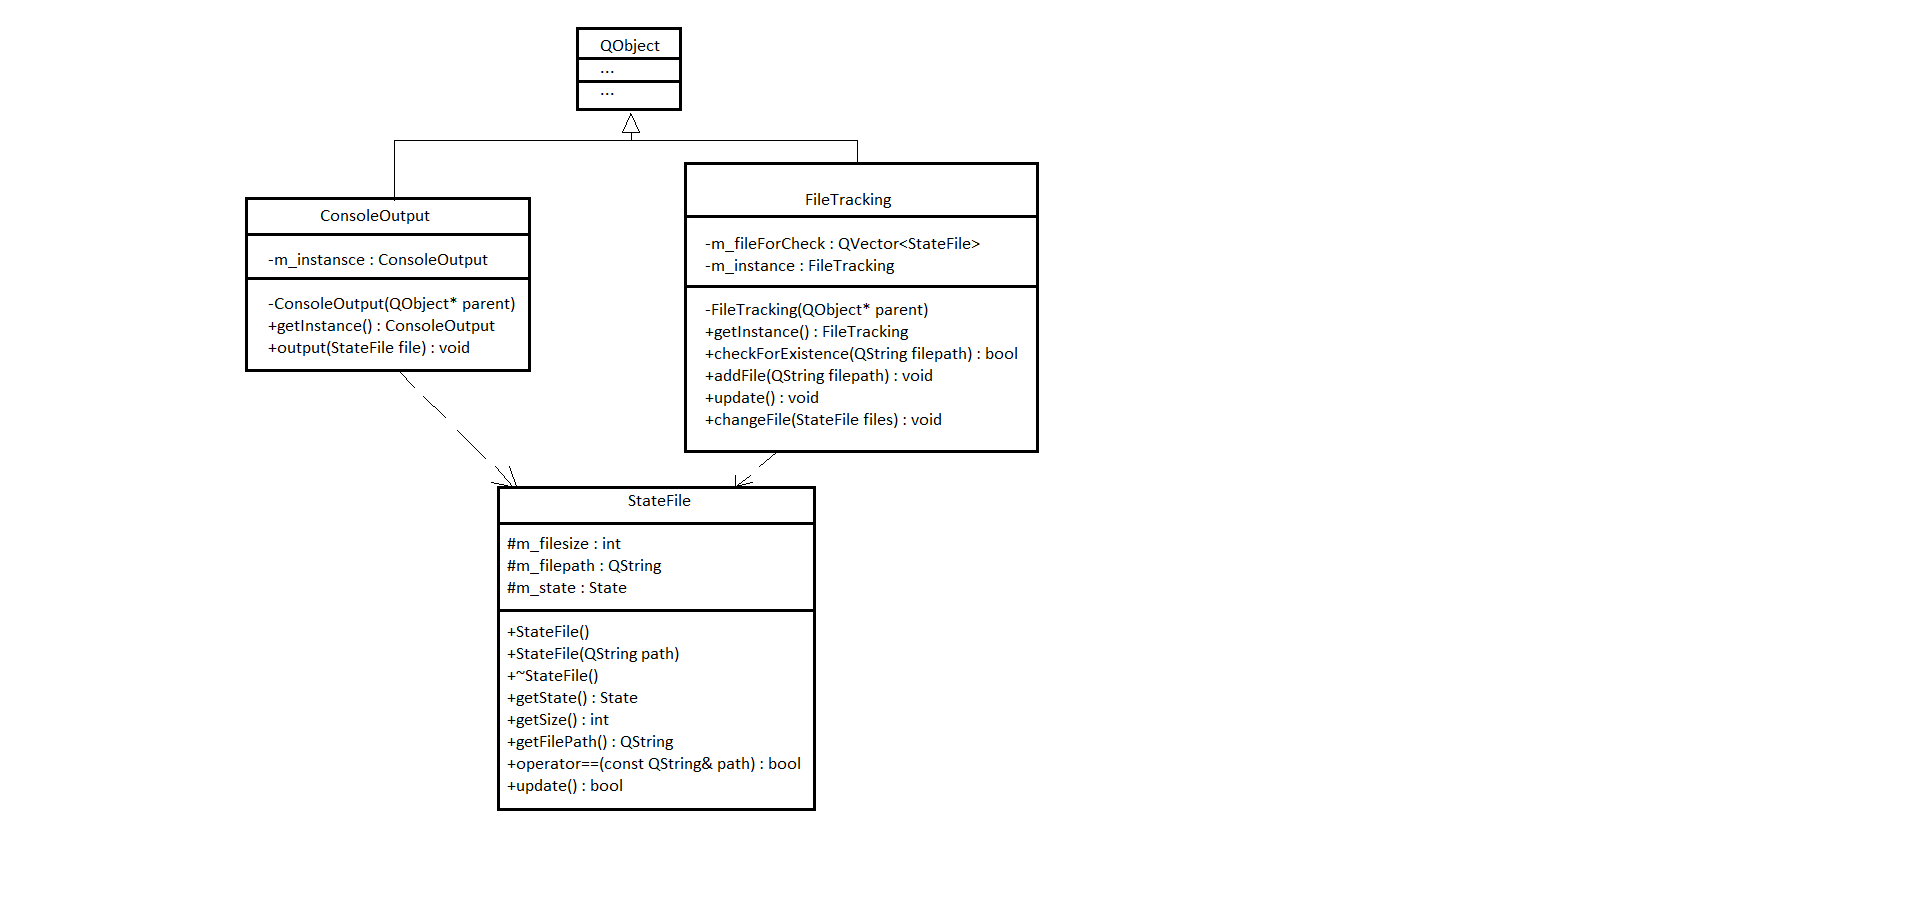 QObject
...
...
ConsoleOutput
-m_instansce : ConsoleOutput
-ConsoleOutput(QObject* parent)
+getInstance() : ConsoleOutput
+output(StateFile file) : void
FileTracking
-m_fileForCheck : QVector<StateFile>
-m_instance : FileTracking
-FileTracking(QObject* parent)
+getInstance() : FileTracking
+checkForExistence(QString filepath) : bool
+addFile(QString filepath) : void
+update() : void
+changeFile(StateFile files) : void
StateFile
#m_filesize : int
#m_filepath : QString
#m_state : State
+StateFile()
+StateFile(QString path)
+~StateFile()
+getState() : State
+getSize() : int
+getFilePath() : QString
+operator==(const QString& path) : bool
+update() : bool